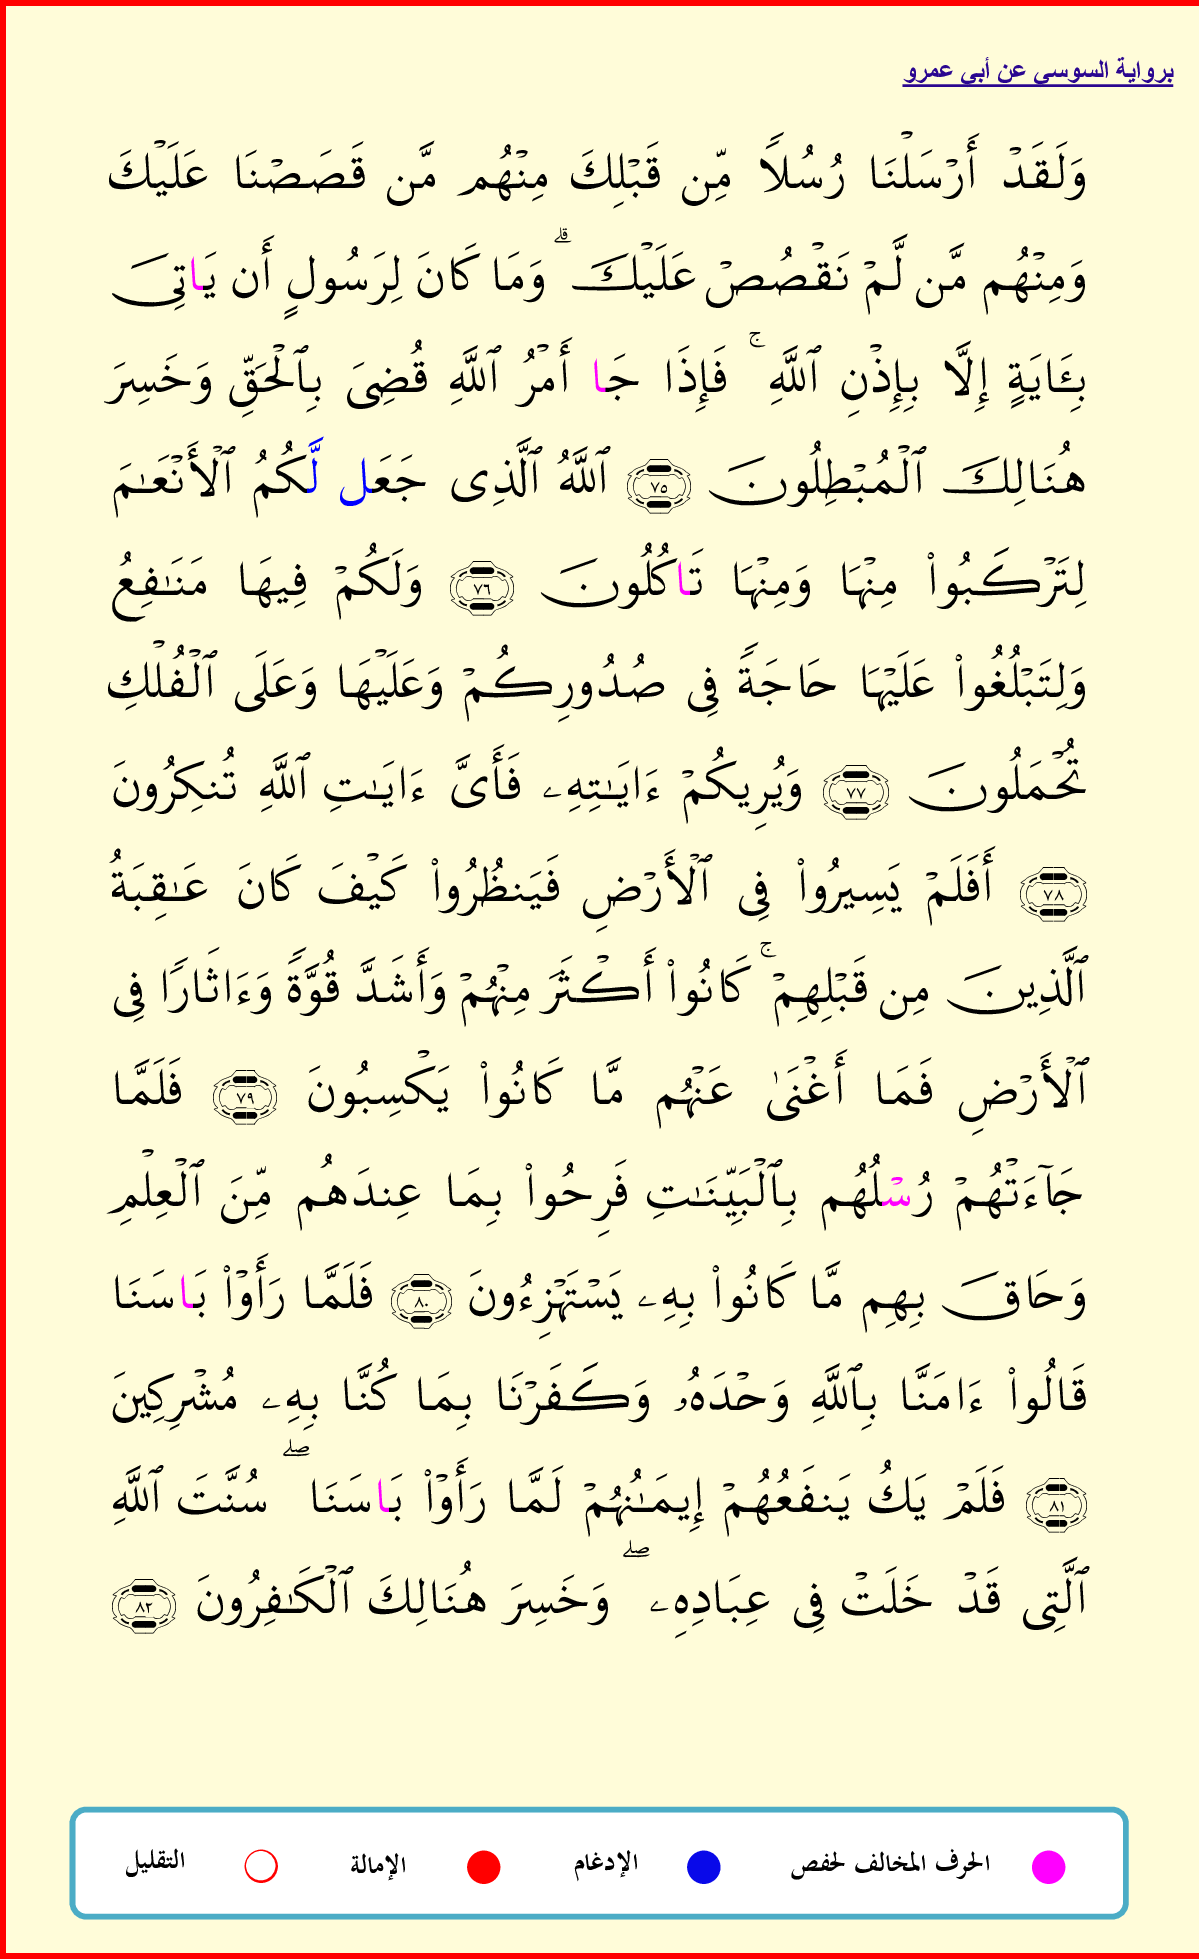 برواية السوسي عن أبي عمرو
وَلَقَدۡ أَرۡسَلۡنَا رُسُلًا مِّن قَبۡلِكَ مِنۡهُم مَّن قَصَصۡنَا عَلَيۡكَ
وَمِنۡهُم مَّن لَّمۡ نَقۡصُصۡ عَلَيۡكَ ۗ وَمَا كَانَ لِرَسُولٍ أَن يَاتِىَ
بِـَٔايَةٍ إِلَّا بِإِذۡنِ ٱللَّهِ ۚ فَإِذَا جَا أَمۡرُ ٱللَّهِ قُضِىَ بِٱلۡحَقِّ وَخَسِرَ
هُنَالِكَ ٱلۡمُبۡطِلُونَ ٧٥ ٱللَّهُ ٱلَّذِى جَعَل لَّكُمُ ٱلۡأَنۡعَـٰمَ
لِتَرۡكَبُواْ مِنۡهَا وَمِنۡهَا تَاكُلُونَ ٧٦ وَلَكُمۡ فِيهَا مَنَـٰفِعُ
وَلِتَبۡلُغُواْ عَلَيۡهَا حَاجَةً فِى صُدُورِكُمۡ وَعَلَيۡهَا وَعَلَى ٱلۡفُلۡكِ
تُحۡمَلُونَ ٧٧ وَيُرِيكُمۡ ءَايَـٰتِهِۦ فَأَىَّ ءَايَـٰتِ ٱللَّهِ تُنكِرُونَ
٧٨ أَفَلَمۡ يَسِيرُواْ فِى ٱلۡأَرۡضِ فَيَنظُرُواْ كَيۡفَ كَانَ عَـٰقِبَةُ
ٱلَّذِينَ مِن قَبۡلِهِمۡ ۚ كَانُواْ أَكۡثَرَ مِنۡهُمۡ وَأَشَدَّ قُوَّةً وَءَاثَارًا فِى
ٱلۡأَرۡضِ فَمَا أَغۡنَىٰ عَنۡهُم مَّا كَانُواْ يَكۡسِبُونَ ٧٩ فَلَمَّا
جَآءَتۡهُمۡ رُسۡلُهُم بِٱلۡبَيِّنَـٰتِ فَرِحُواْ بِمَا عِندَهُم مِّنَ ٱلۡعِلۡمِ
وَحَاقَ بِهِم مَّا كَانُواْ بِهِۦ يَسۡتَهۡزِءُونَ ٨٠ فَلَمَّا رَأَوۡاْ بَاسَنَا
قَالُواْ ءَامَنَّا بِٱللَّهِ وَحۡدَهُۥ وَكَفَرۡنَا بِمَا كُنَّا بِهِۦ مُشۡرِكِينَ
٨١ فَلَمۡ يَكُ يَنفَعُهُمۡ إِيمَـٰنُهُمۡ لَمَّا رَأَوۡاْ بَاسَنَا ۖ سُنَّتَ ٱللَّهِ
ٱلَّتِى قَدۡ خَلَتۡ فِى عِبَادِهِۦ ۖ وَخَسِرَ هُنَالِكَ ٱلۡكَـٰفِرُونَ ٨٢
الحرف المخالف لحفص الإدغام الإمالة التقليل